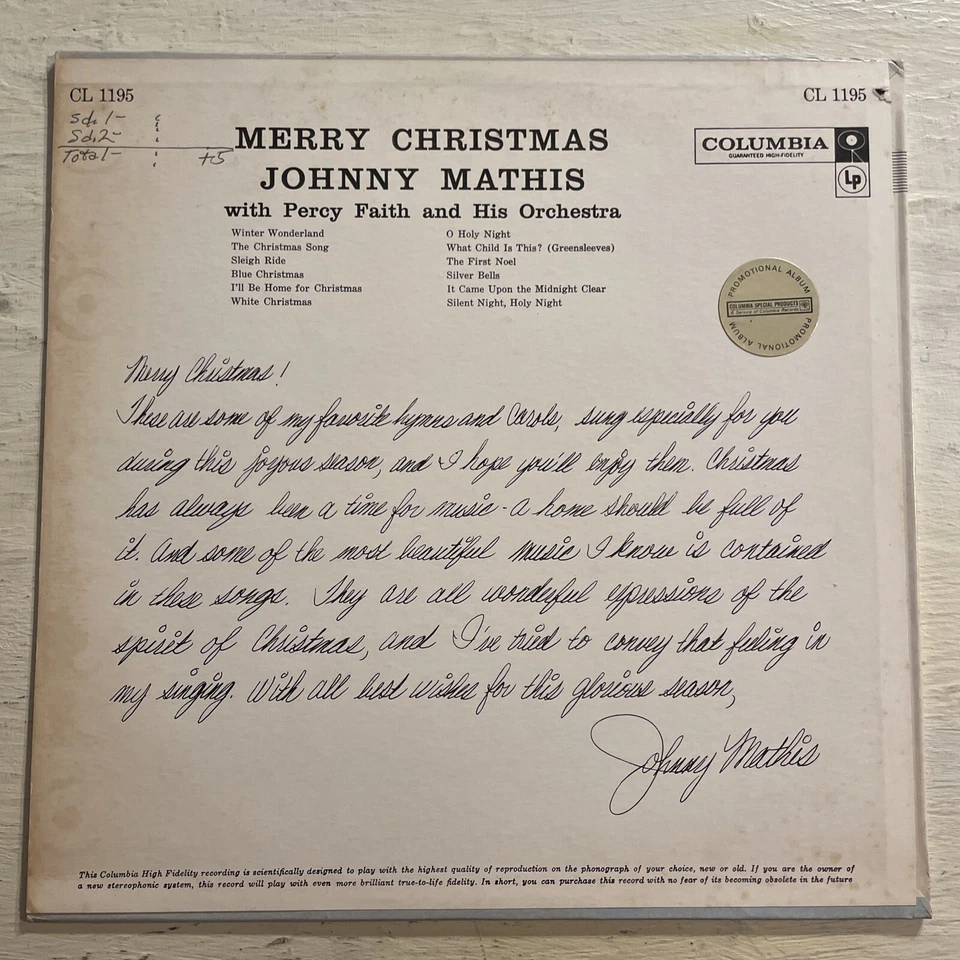 CL 1195
CL 1195
Sd. 1-
Sd. 2-
Total- +5
MERRY CHRISTMAS
JOHNNY MATHIS
with Percy Faith and His Orchestra
COLUMBIA
GUARANTEED HIGH-FIDELITY
Lp
Winter Wonderland
The Christmas Song
Sleigh Ride
Blue Christmas
I'll Be Home for Christmas
White Christmas
O Holy Night
What Child Is This? (Greensleeves)
The First Noel
Silver Bells
It Came Upon the Midnight Clear
Silent Night, Holy Night
PROMOTIONAL ALBUM
COLUMBIA SPECIAL PRODUCTS
A Service of Columbia Records
PROMOTIONAL ALBUM
Merry Christmas!
These are some of my favorite hymns and Carols, sung especially for you
during this joyous season, and I hope you'll enjoy them. Christmas
has always been a time for music - a home should be full of
it. And some of the most beautiful music I know is contained
in these songs. They are all wonderful epressions of the
spirit of Christmas, and I've tried to convey that feeling in
my singing. With all best wishes for this glorious season,
Johnny Mathis
This Columbia High Fidelity recording is scientifically designed to play with the highest quality of reproduction on the phonograph of your choice, new or old. If you are the owner of
a new stereophonic system, this record will play with even more brilliant true-to-life fidelity. In short, you can purchase this record with no fear of its becoming obsolete in the future